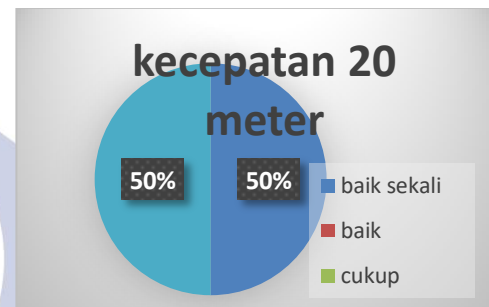 kecepatan 20
meter
50%
50%
baik sekali
baik
cukup